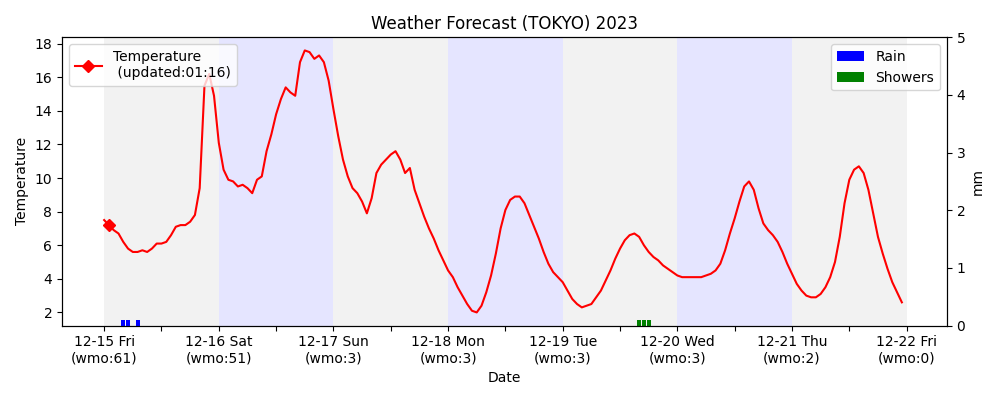 Weather Forecast (TOKYO) 2023
Temperature
(updated:01:16)
Rain
Showers
18
16
14
12
10
8
6
4
2
Temperature
5
4
3
2
1
0
mm
12-15 Fri 12-16 Sat 12-17 Sun 12-18 Mon 12-19 Tue 12-20 Wed 12-21 Thu 12-22 Fri
(wmo:61) (wmo:51) (wmo:3) (wmo:3) (wmo:3) (wmo:3) (wmo:2) (wmo:0)
Date